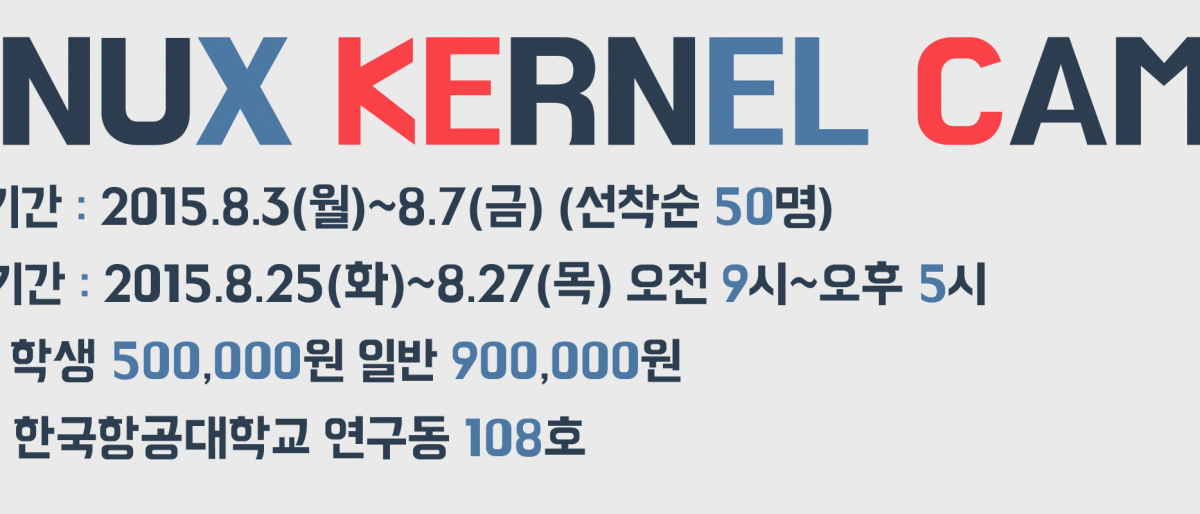 NUX KERNEL CAM
기간 : 2015.8.3(월)~8.7(금) (선착순 50명)
기간 : 2015.8.25(화)~8.27(목) 오전 9시~오후 5시
학생 500,000원 일반 900,000원
한국항공대학교 연구동 108호